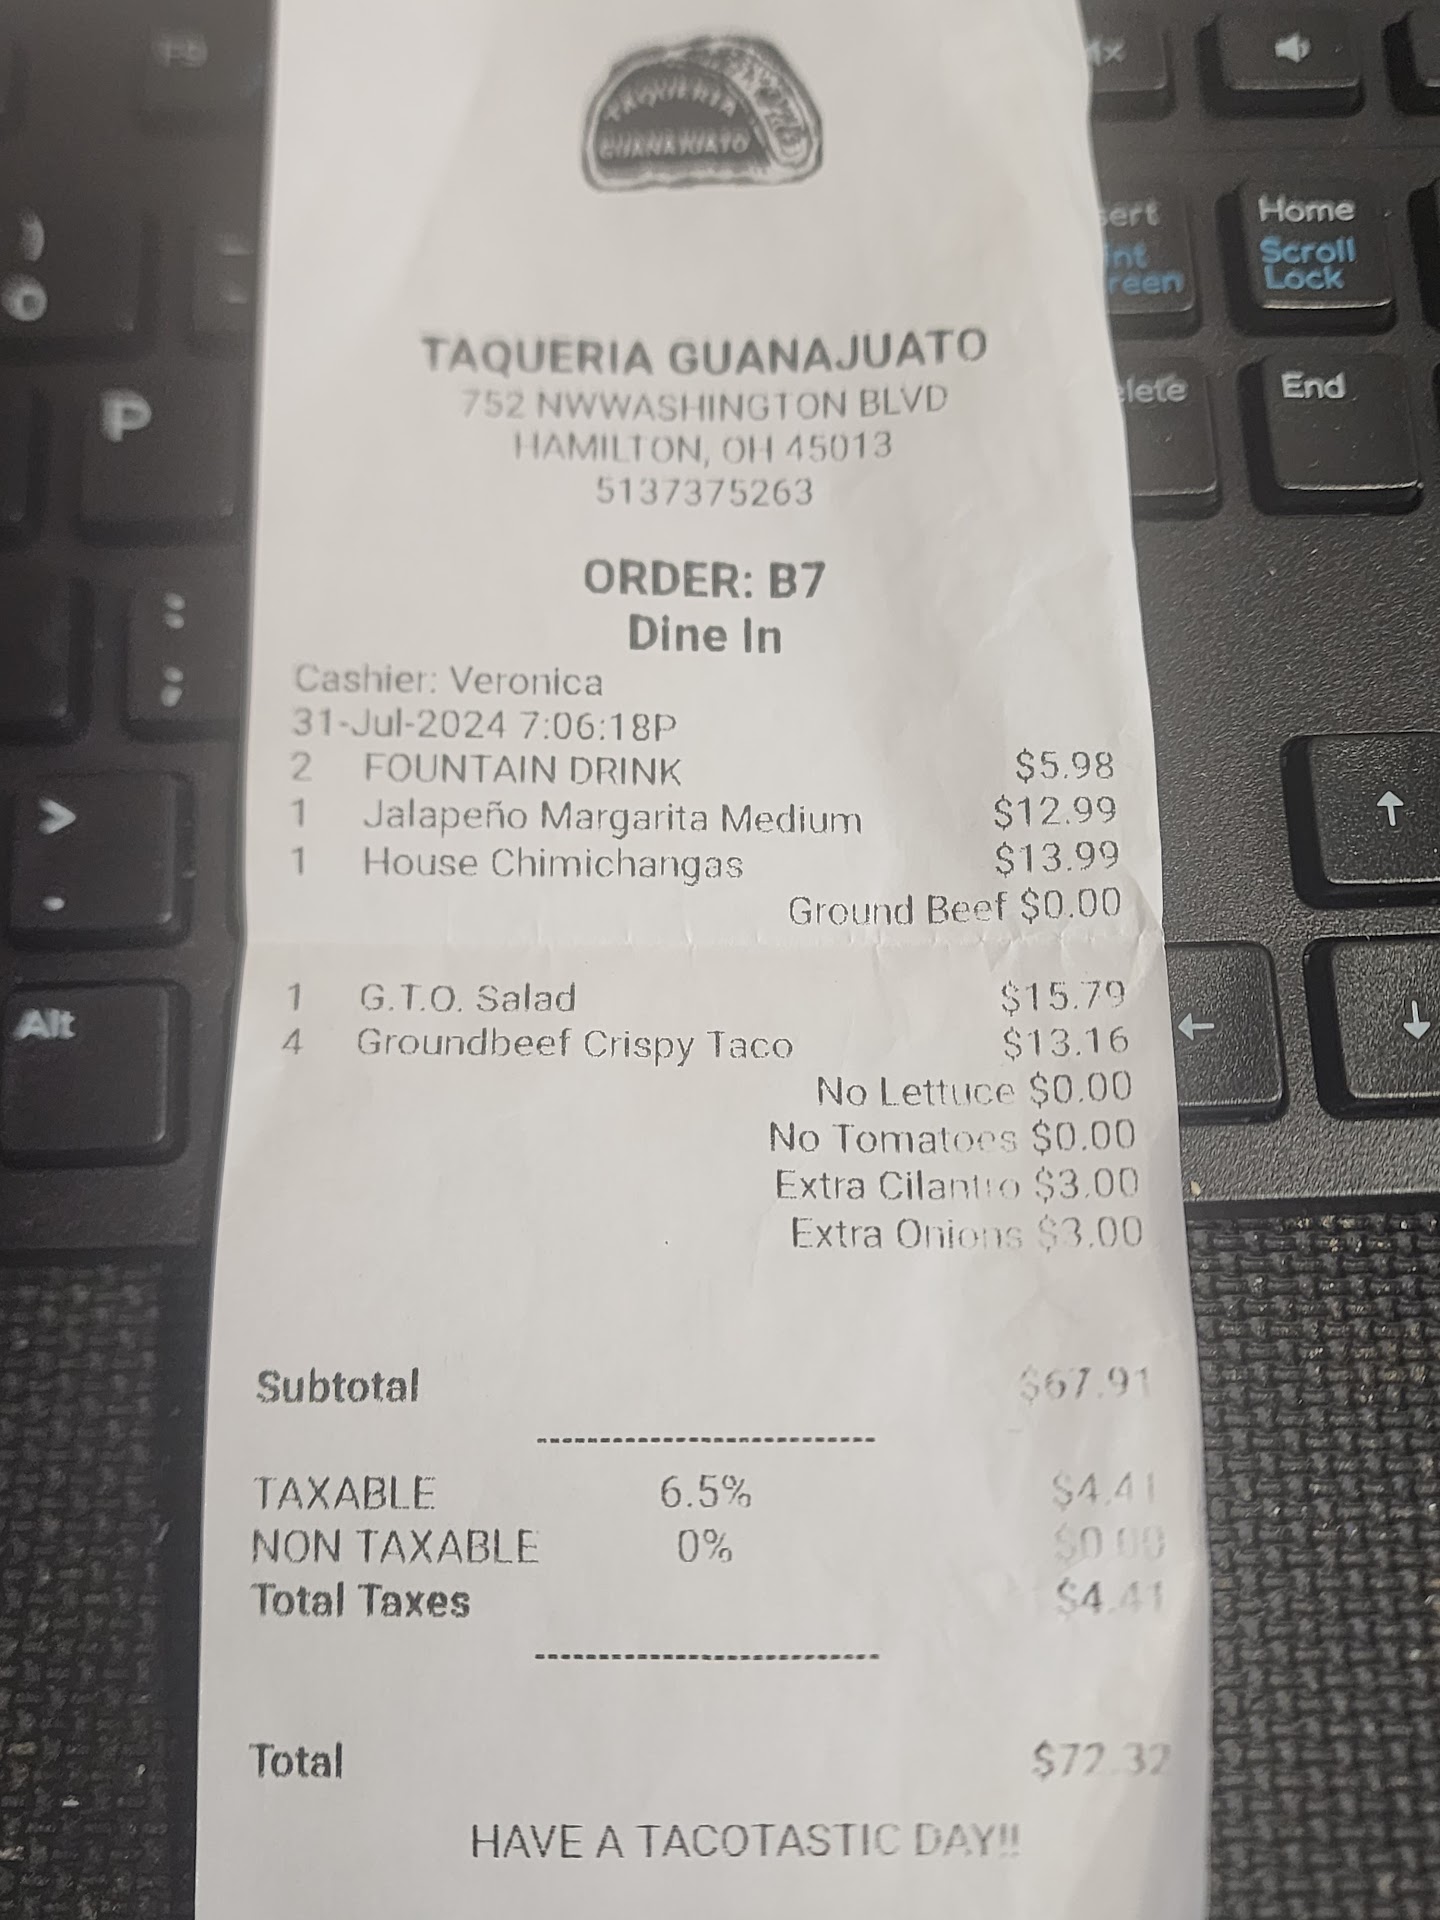 TAQUERIA
GUANAJUATO
TAQUERIA GUANAJUATO
752 NWWASHINGTON BLVD
HAMILTON, OH 45013
5137375263
ORDER: B7
Dine In
Cashier: Veronica
31-Jul-2024 7:06:18P
2 FOUNTAIN DRINK $5.98
1 Jalapeño Margarita Medium $12.99
1 House Chimichangas $13.99
Ground Beef $0.00
1 G.T.O. Salad $15.79
4 Groundbeef Crispy Taco $13.16
No Lettuce $0.00
No Tomatoes $0.00
Extra Cilantro $3.00
Extra Onions $3.00
Subtotal $67.91
TAXABLE 6.5% $4.41
NON TAXABLE 0% $0.00
Total Taxes $4.41
Total $72.32
HAVE A TACOTASTIC DAY!!
P
Alt
Home
Scroll
Lock
End